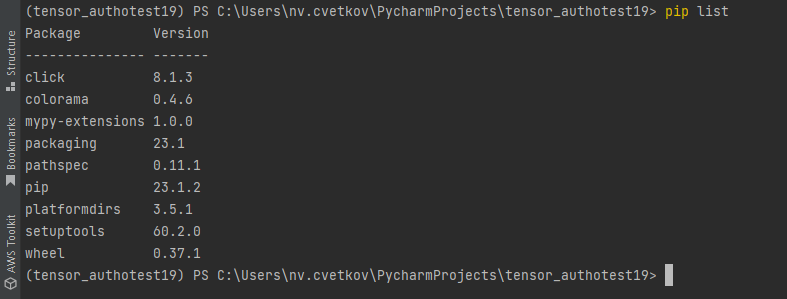 (tensor_authotest19) PS C:\Users\nv.cvetkov\PycharmProjects\tensor_authotest19> pip list
Package         Version
--------------- -------
click           8.1.3
colorama        0.4.6
mypy-extensions 1.0.0
packaging       23.1
pathspec        0.11.1
pip             23.1.2
platformdirs    3.5.1
setuptools      60.2.0
wheel           0.37.1
(tensor_authotest19) PS C:\Users\nv.cvetkov\PycharmProjects\tensor_authotest19>
Structure
Bookmarks
AWS Toolkit